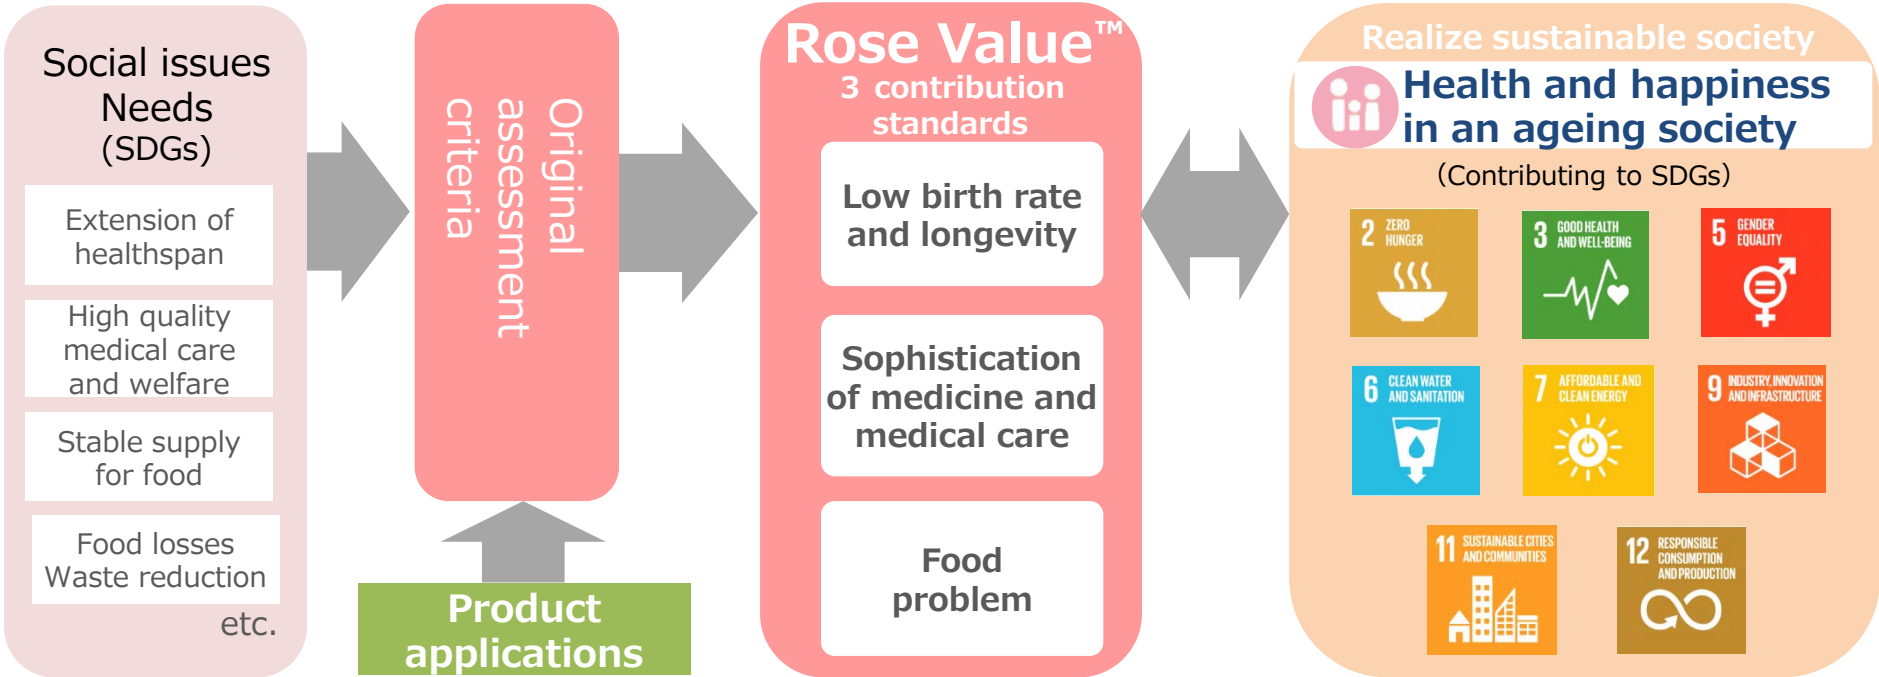 Social issues
Needs
(SDGs)
Extension of
healthspan
High quality
medical care
and welfare
Stable supply
for food
Food losses
Waste reduction
etc.
Original
assessment
criteria
Product
applications
Rose Value™
3 contribution
standards
Low birth rate
and longevity
Sophistication
of medicine and
medical care
Food
problem
Realize sustainable society
Health and happiness
in an ageing society
(Contributing to SDGs)
2 ZERO
HUNGER
3 GOOD HEALTH
AND WELL-BEING
5 GENDER
EQUALITY
6 CLEAN WATER
AND SANITATION
7 AFFORDABLE AND
CLEAN ENERGY
9 INDUSTRY, INNOVATION
AND INFRASTRUCTURE
11 SUSTAINABLE CITIES
AND COMMUNITIES
12 RESPONSIBLE
CONSUMPTION
AND PRODUCTION